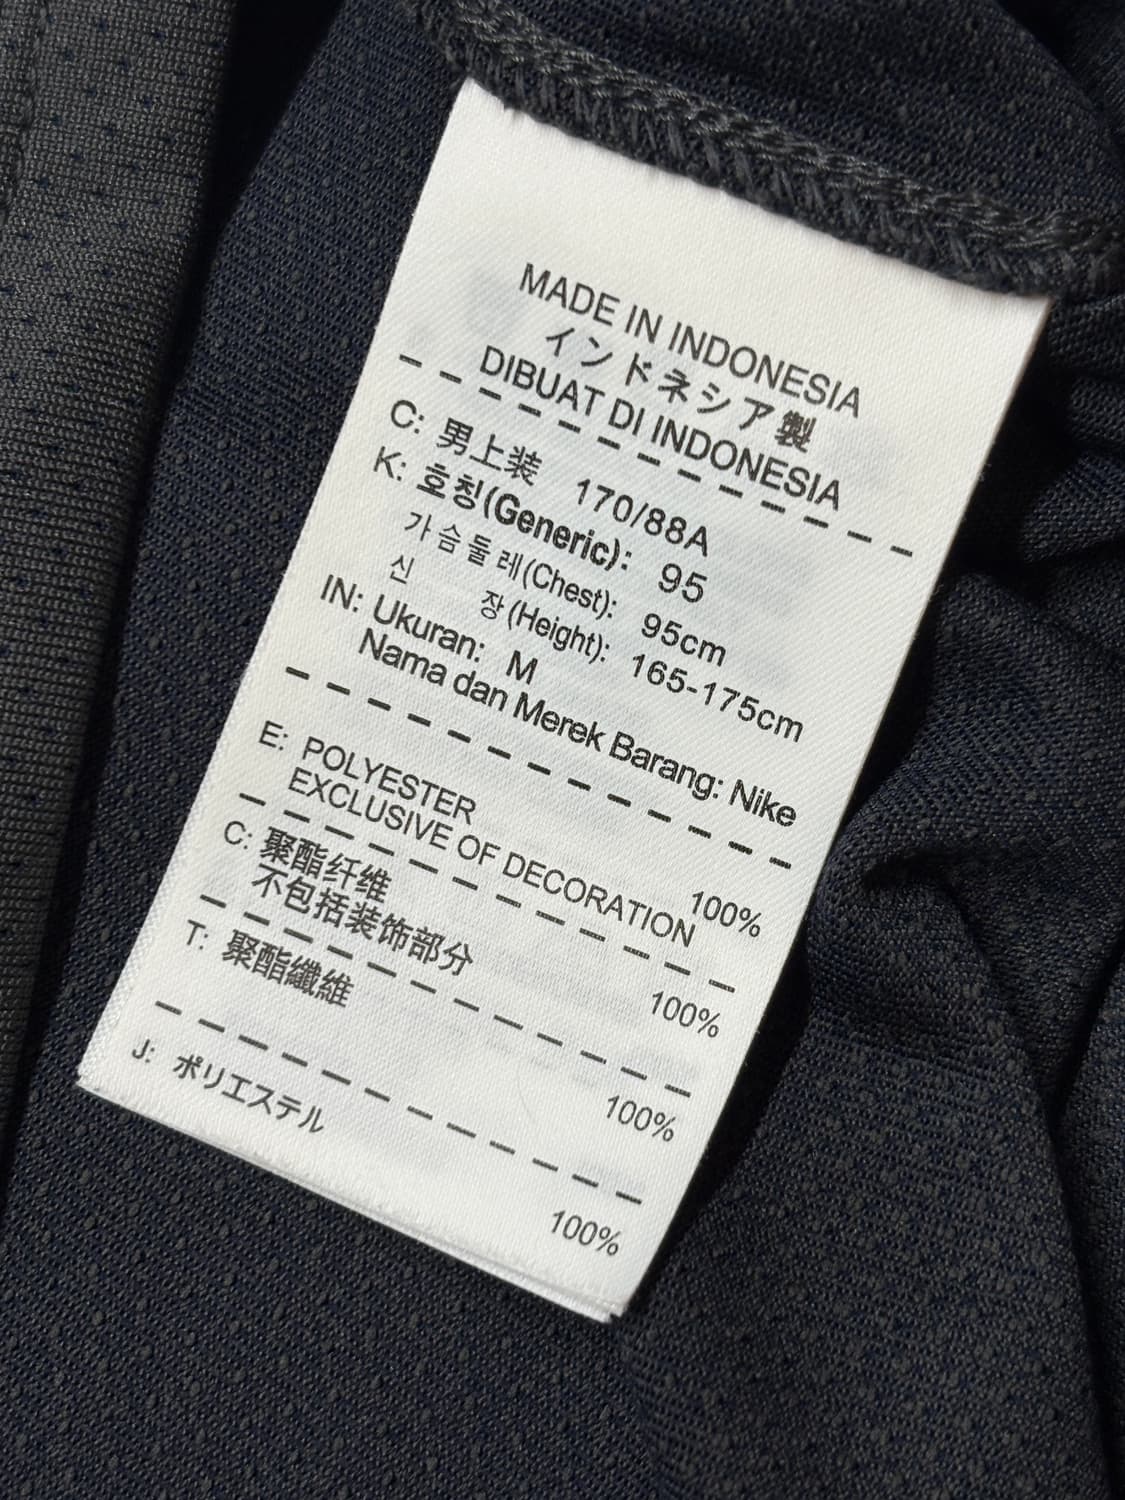 MADE IN INDONESIA
インドネシア製
DIBUAT DI INDONESIA
C: 男上装 170/88A
K: 호칭(Generic): 95
가슴둘레(Chest): 95cm
신 장(Height): 165-175cm
IN: Ukuran: M
Nama dan Merek Barang: Nike
E: POLYESTER 100%
EXCLUSIVE OF DECORATION
C: 聚酯纤维 100%
不包括装饰部分
T: 聚酯纖維 100%
J: ポリエステル 100%